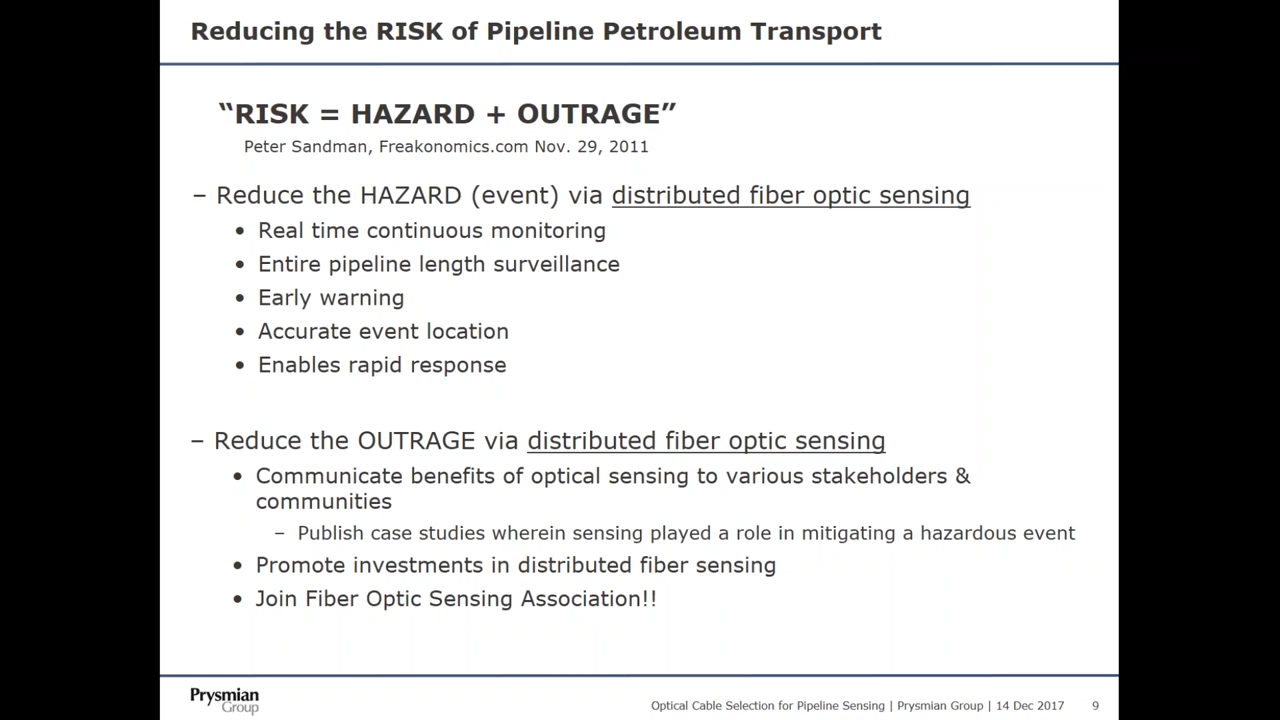 Reducing the RISK of Pipeline Petroleum Transport
“RISK = HAZARD + OUTRAGE”
Peter Sandman, Freakonomics.com Nov. 29, 2011
– Reduce the HAZARD (event) via distributed fiber optic sensing
• Real time continuous monitoring
• Entire pipeline length surveillance
• Early warning
• Accurate event location
• Enables rapid response
– Reduce the OUTRAGE via distributed fiber optic sensing
• Communicate benefits of optical sensing to various stakeholders &
communities
– Publish case studies wherein sensing played a role in mitigating a hazardous event
• Promote investments in distributed fiber sensing
• Join Fiber Optic Sensing Association!!
Prysmian
Group
Optical Cable Selection for Pipeline Sensing | Prysmian Group | 14 Dec 2017 9